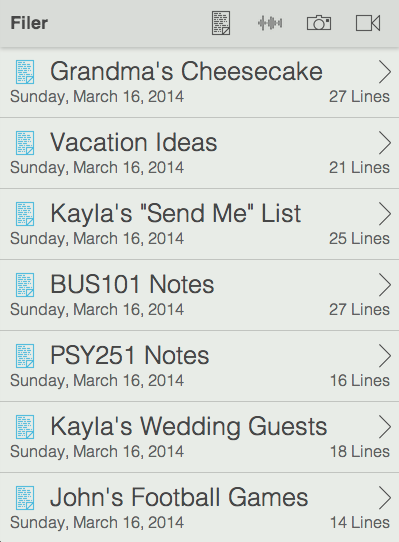 Filer
Grandma's Cheesecake
Sunday, March 16, 2014 27 Lines
Vacation Ideas
Sunday, March 16, 2014 21 Lines
Kayla's "Send Me" List
Sunday, March 16, 2014 25 Lines
BUS101 Notes
Sunday, March 16, 2014 27 Lines
PSY251 Notes
Sunday, March 16, 2014 16 Lines
Kayla's Wedding Guests
Sunday, March 16, 2014 18 Lines
John's Football Games
Sunday, March 16, 2014 14 Lines